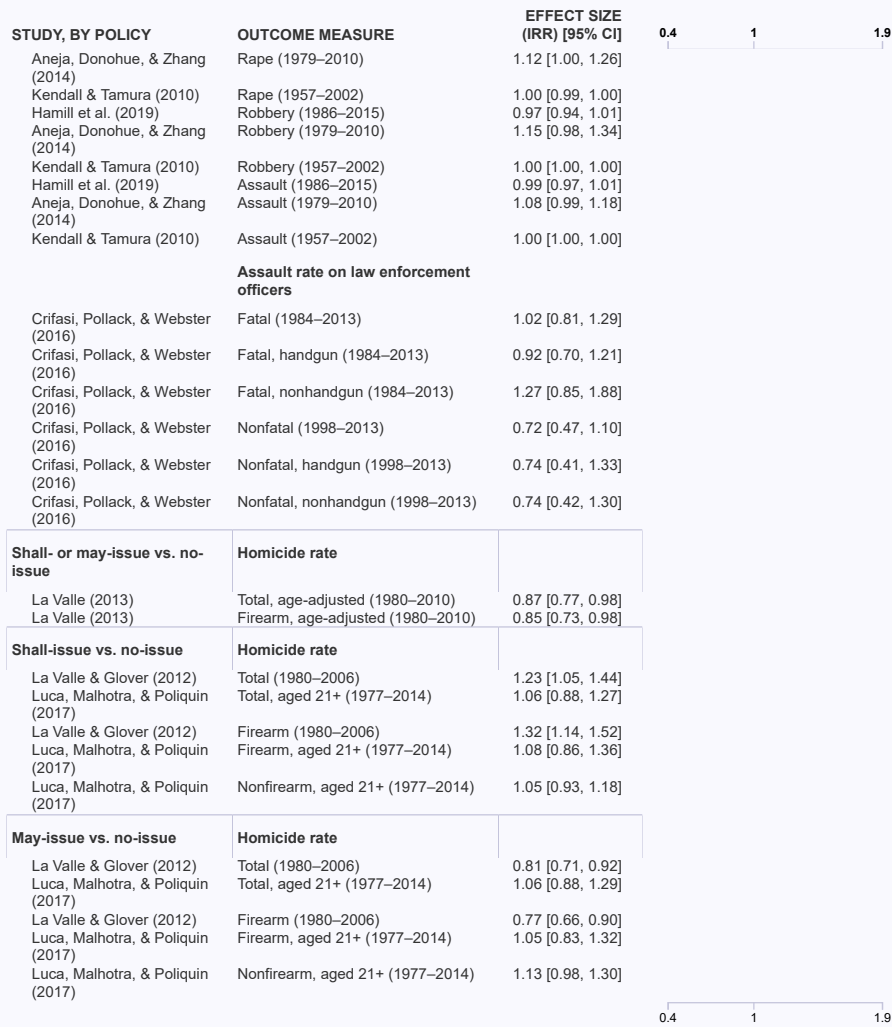 EFFECT SIZE
STUDY, BY POLICY OUTCOME MEASURE (IRR) [95% CI] 0.4 1 1.9
Aneja, Donohue, & Zhang Rape (1979–2010) 1.12 [1.00, 1.26]
(2014)
Kendall & Tamura (2010) Rape (1957–2002) 1.00 [0.99, 1.00]
Hamill et al. (2019) Robbery (1986–2015) 0.97 [0.94, 1.01]
Aneja, Donohue, & Zhang Robbery (1979–2010) 1.15 [0.98, 1.34]
(2014)
Kendall & Tamura (2010) Robbery (1957–2002) 1.00 [1.00, 1.00]
Hamill et al. (2019) Assault (1986–2015) 0.99 [0.97, 1.01]
Aneja, Donohue, & Zhang Assault (1979–2010) 1.08 [0.99, 1.18]
(2014)
Kendall & Tamura (2010) Assault (1957–2002) 1.00 [1.00, 1.00]
Assault rate on law enforcement
officers
Crifasi, Pollack, & Webster Fatal (1984–2013) 1.02 [0.81, 1.29]
(2016)
Crifasi, Pollack, & Webster Fatal, handgun (1984–2013) 0.92 [0.70, 1.21]
(2016)
Crifasi, Pollack, & Webster Fatal, nonhandgun (1984–2013) 1.27 [0.85, 1.88]
(2016)
Crifasi, Pollack, & Webster Nonfatal (1998–2013) 0.72 [0.47, 1.10]
(2016)
Crifasi, Pollack, & Webster Nonfatal, handgun (1998–2013) 0.74 [0.41, 1.33]
(2016)
Crifasi, Pollack, & Webster Nonfatal, nonhandgun (1998–2013) 0.74 [0.42, 1.30]
(2016)
Shall- or may-issue vs. no- Homicide rate
issue
La Valle (2013) Total, age-adjusted (1980–2010) 0.87 [0.77, 0.98]
La Valle (2013) Firearm, age-adjusted (1980–2010) 0.85 [0.73, 0.98]
Shall-issue vs. no-issue Homicide rate
La Valle & Glover (2012) Total (1980–2006) 1.23 [1.05, 1.44]
Luca, Malhotra, & Poliquin Total, aged 21+ (1977–2014) 1.06 [0.88, 1.27]
(2017)
La Valle & Glover (2012) Firearm (1980–2006) 1.32 [1.14, 1.52]
Luca, Malhotra, & Poliquin Firearm, aged 21+ (1977–2014) 1.08 [0.86, 1.36]
(2017)
Luca, Malhotra, & Poliquin Nonfirearm, aged 21+ (1977–2014) 1.05 [0.93, 1.18]
(2017)
May-issue vs. no-issue Homicide rate
La Valle & Glover (2012) Total (1980–2006) 0.81 [0.71, 0.92]
Luca, Malhotra, & Poliquin Total, aged 21+ (1977–2014) 1.06 [0.88, 1.29]
(2017)
La Valle & Glover (2012) Firearm (1980–2006) 0.77 [0.66, 0.90]
Luca, Malhotra, & Poliquin Firearm, aged 21+ (1977–2014) 1.05 [0.83, 1.32]
(2017)
Luca, Malhotra, & Poliquin Nonfirearm, aged 21+ (1977–2014) 1.13 [0.98, 1.30]
(2017)
0.4 1 1.9